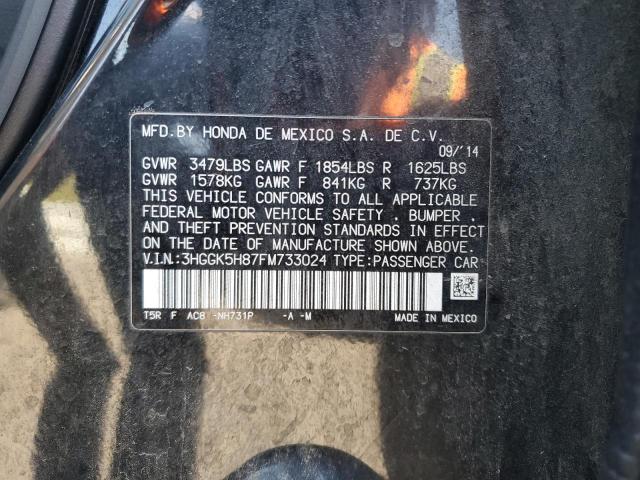 MFD.BY HONDA DE MEXICO S.A. DE C.V.
09/'14
GVWR 3479LBS GAWR F 1854LBS R 1625LBS
GVWR 1578KG GAWR F 841KG R 737KG
THIS VEHICLE CONFORMS TO ALL APPLICABLE
FEDERAL MOTOR VEHICLE SAFETY , BUMPER ,
AND THEFT PREVENTION STANDARDS IN EFFECT
ON THE DATE OF MANUFACTURE SHOWN ABOVE.
V.I.N.:3HGGK5H87FM733024 TYPE:PASSENGER CAR
T5R F AC8 -NH731P -A -M
MADE IN MEXICO